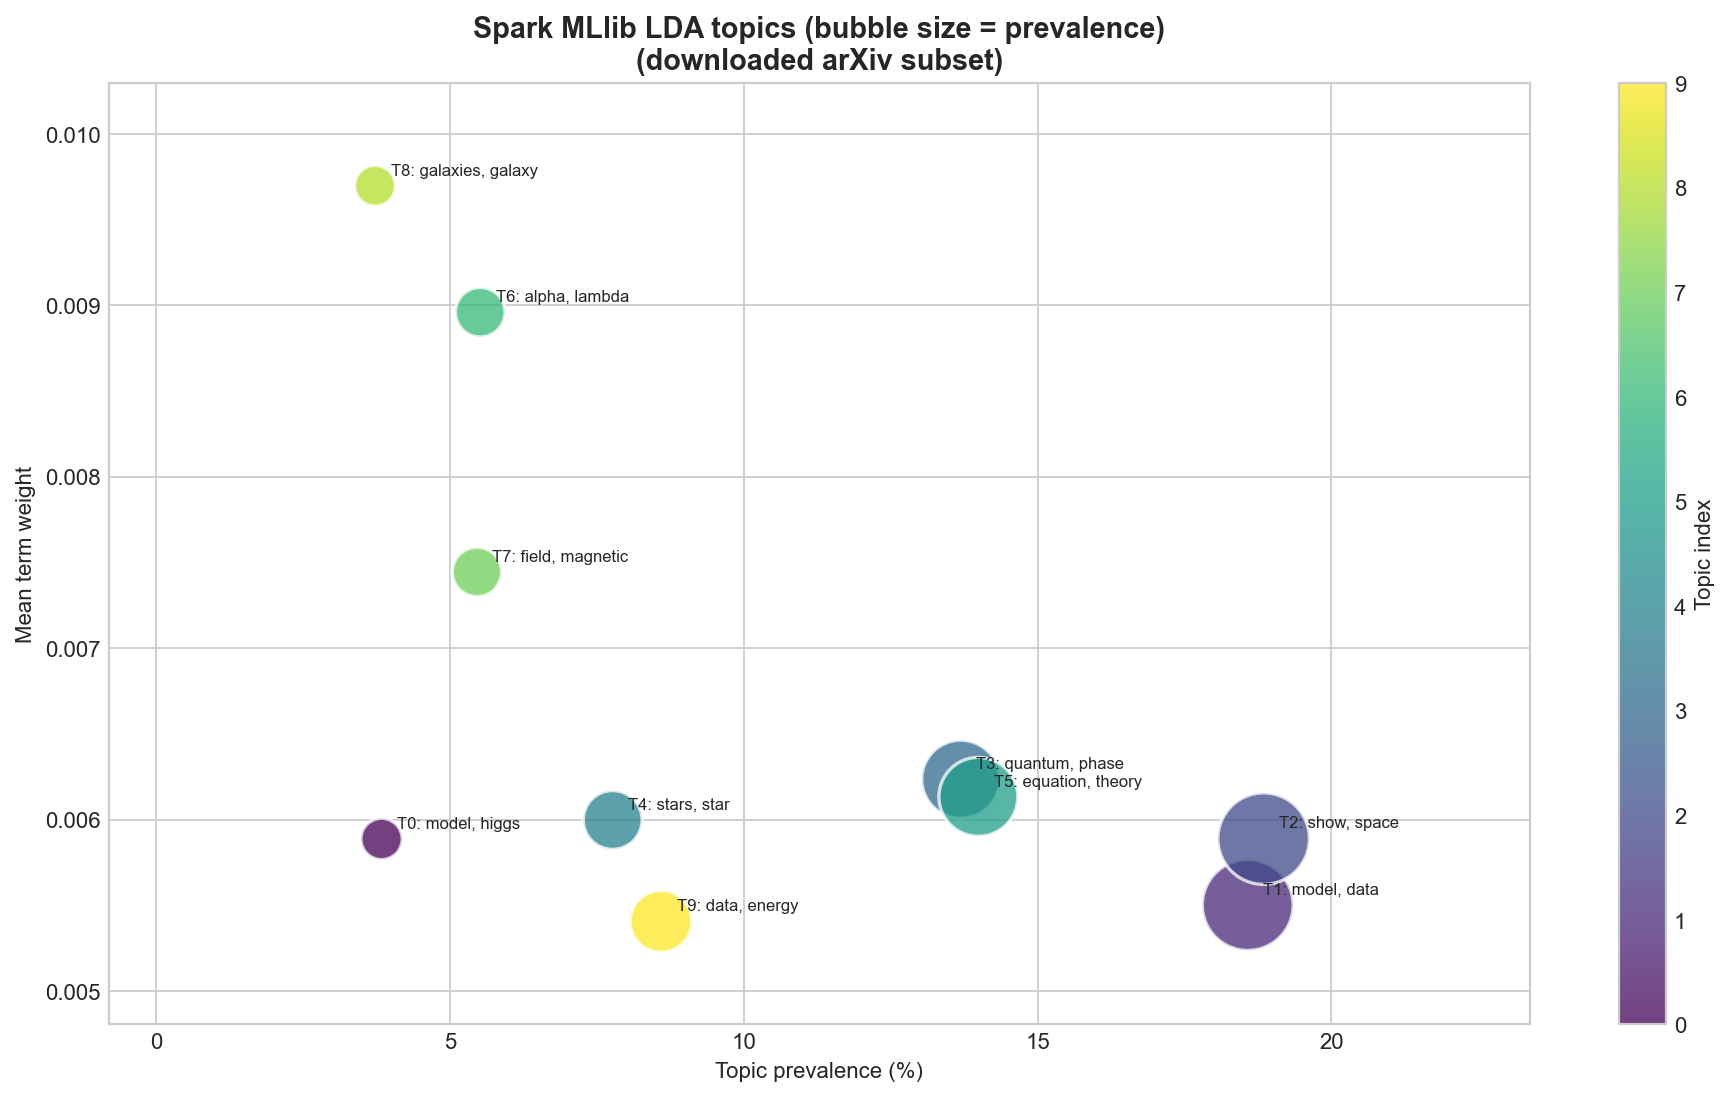 Spark MLlib LDA topics (bubble size = prevalence)
(downloaded arXiv subset)
Mean term weight
0.010
0.009
0.008
0.007
0.006
0.005
T8: galaxies, galaxy
T6: alpha, lambda
T7: field, magnetic
T3: quantum, phase
T5: equation, theory
T4: stars, star
T0: model, higgs
T2: show, space
T1: model, data
T9: data, energy
0
5
10
15
20
Topic prevalence (%)
9
8
7
6
5
4
3
2
1
0
Topic index